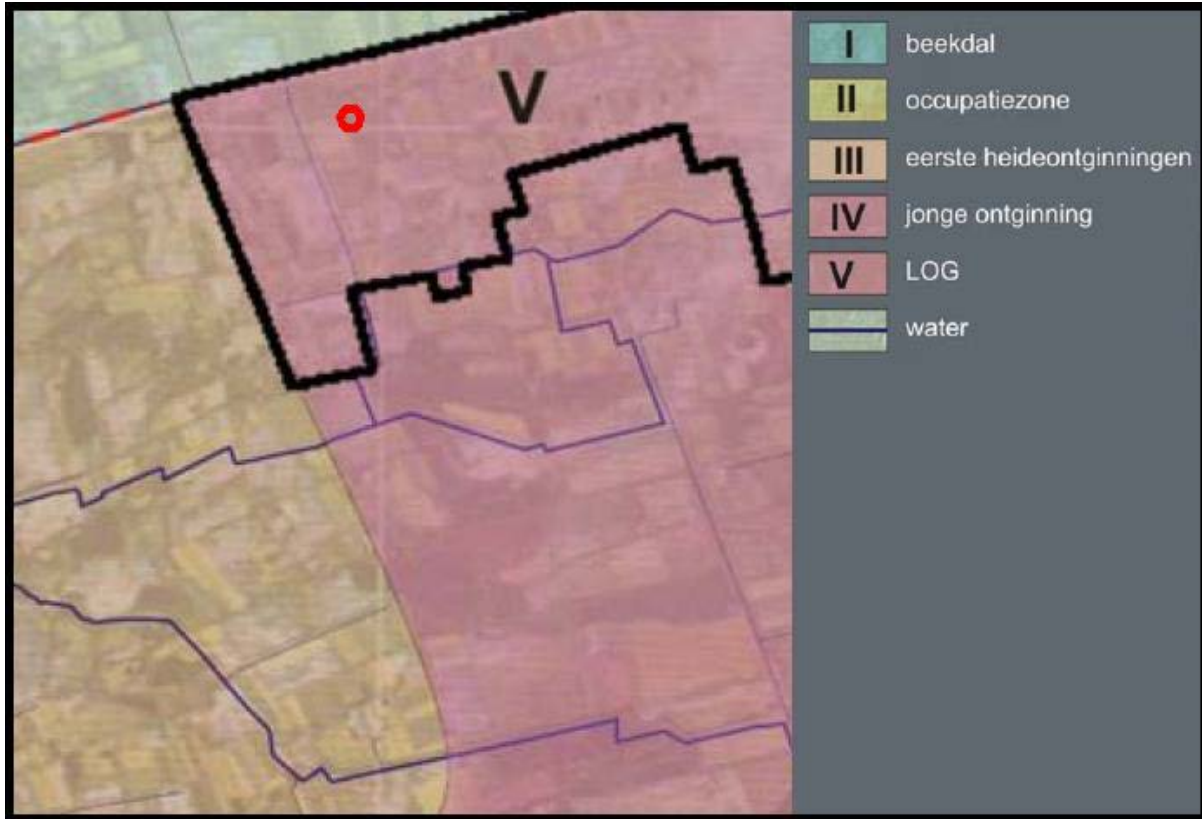 V
I beekdal
II occupatiezone
III eerste heideontginningen
IV jonge ontginning
V LOG
water